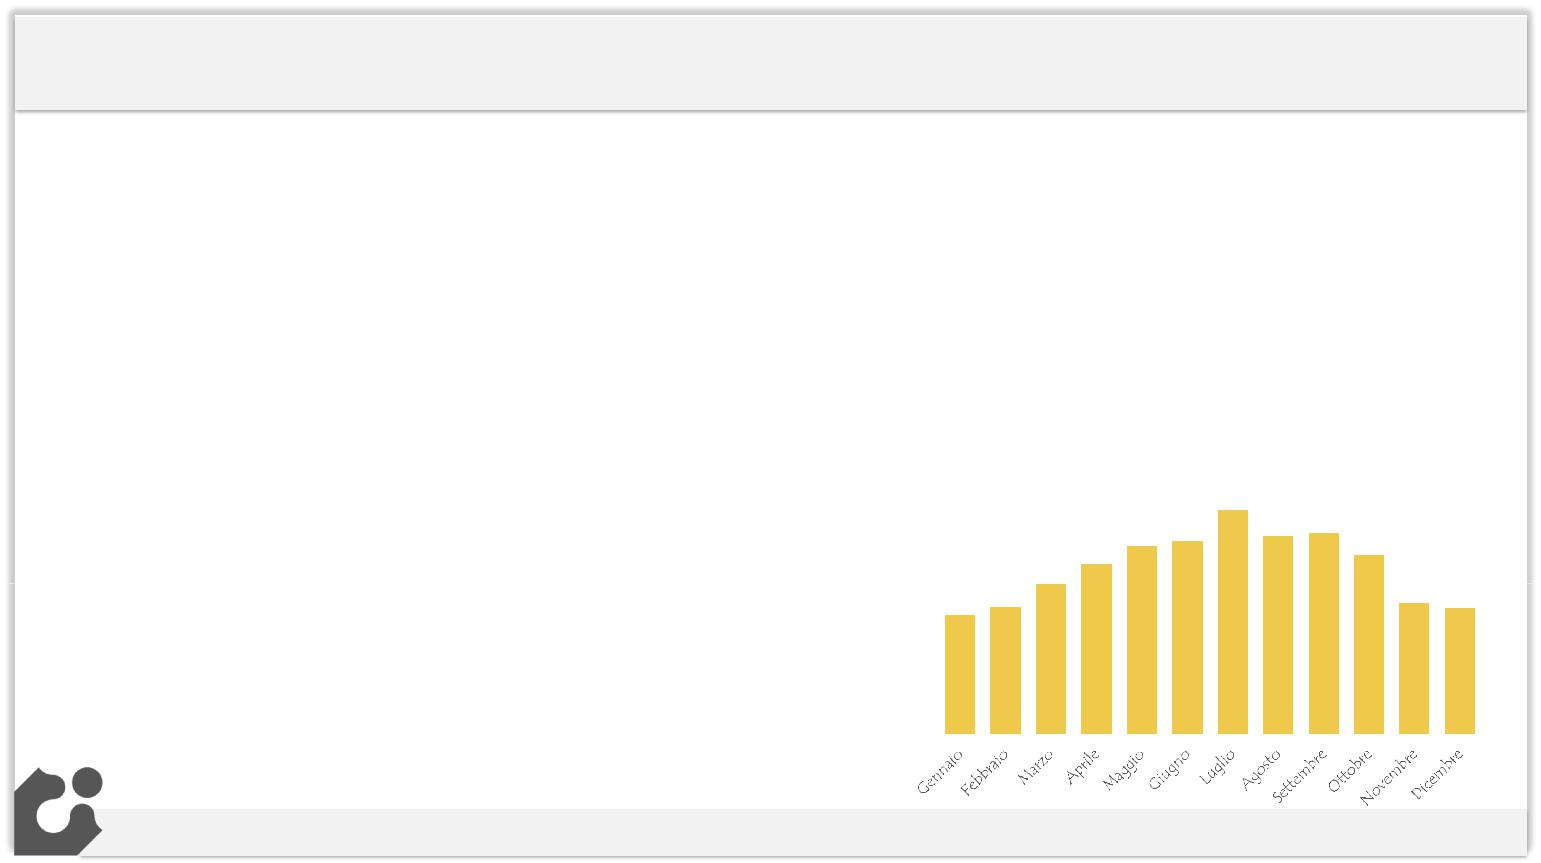 Gennaio
Febbraio
Marzo
Aprile
Maggio
Giugno
Luglio
Agosto
Settembre
Ottobre
Novembre
Dicembre